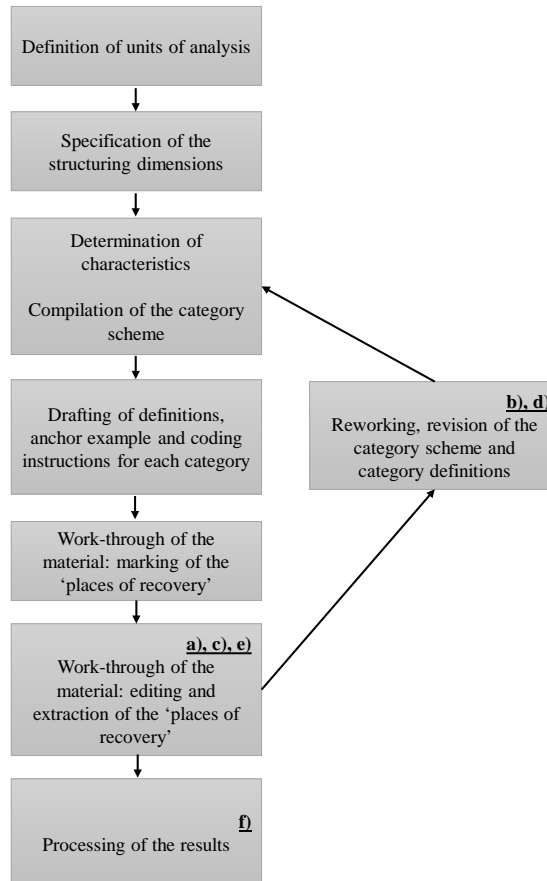 Definition of units of analysis
Specification of the
structuring dimensions
Determination of
characteristics
Compilation of the category
scheme
Drafting of definitions,
anchor example and coding
instructions for each category
b), d)
Reworking, revision of the
category scheme and
category definitions
Work-through of the
material: marking of the
‘places of recovery’
a), c), e)
Work-through of the
material: editing and
extraction of the ‘places of
recovery’
f)
Processing of the results